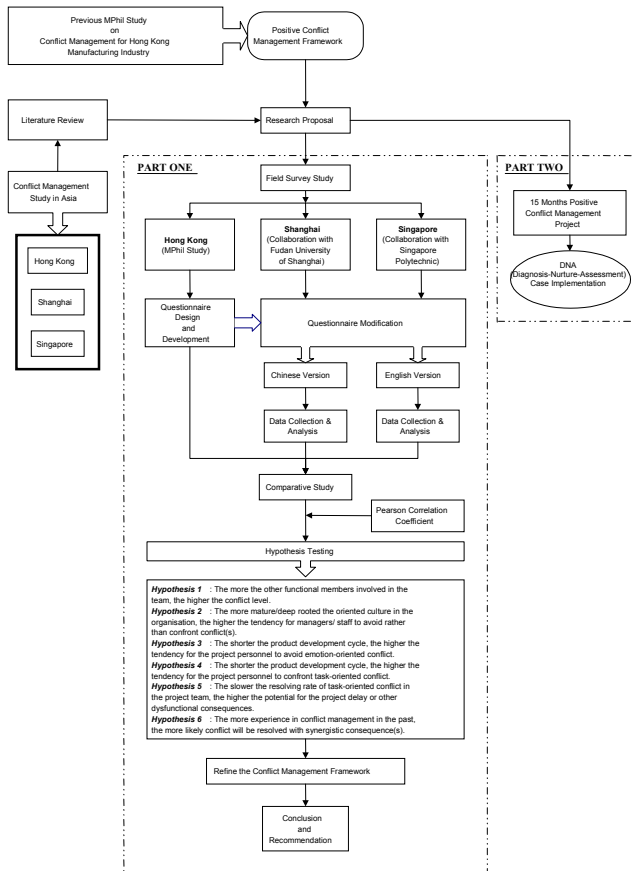 Previous MPhil Study
on
Conflict Management for Hong Kong
Manufacturing Industry
Positive Conflict
Management Framework
Literature Review
Research Proposal
Conflict Management
Study in Asia
Hong Kong
Shanghai
Singapore
PART ONE
Field Survey Study
Hong Kong
(MPhil Study)
Shanghai
(Collaboration with
Fudan University
of Shanghai)
Singapore
(Collaboration with
Singapore
Polytechnic)
Questionnaire
Design
and
Development
Questionnaire Modification
Chinese Version
English Version
Data Collection &
Analysis
Data Collection &
Analysis
Comparative Study
Pearson Correlation
Coefficient
Hypothesis Testing
Hypothesis 1 : The more the other functional members involved in the
team, the higher the conflict level.
Hypothesis 2 : The more mature/deep rooted the oriented culture in the
organisation, the higher the tendency for managers/ staff to avoid rather
than confront conflict(s).
Hypothesis 3 : The shorter the product development cycle, the higher the
tendency for the project personnel to avoid emotion-oriented conflict.
Hypothesis 4 : The shorter the product development cycle, the higher the
tendency for the project personnel to confront task-oriented conflict.
Hypothesis 5 : The slower the resolving rate of task-oriented conflict in
the project team, the higher the potential for the project delay or other
dysfunctional consequences.
Hypothesis 6 : The more experience in conflict management in the past,
the more likely conflict will be resolved with synergistic consequence(s).
Refine the Conflict Management Framework
Conclusion
and
Recommendation
PART TWO
15 Months Positive
Conflict Management
Project
DNA
(Diagnosis-Nurture-Assessment)
Case Implementation